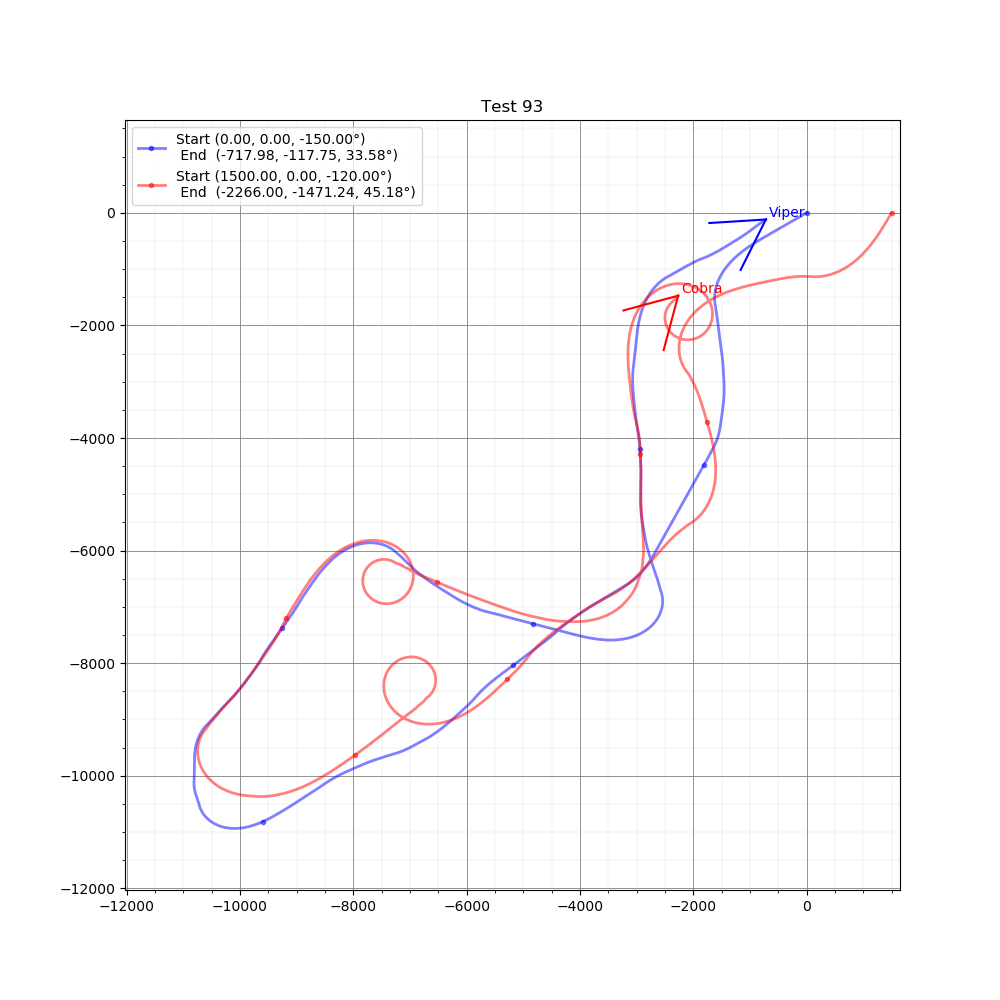 Test 93
Start (0.00, 0.00, -150.00°)
End (-717.98, -117.75, 33.58°)
Start (1500.00, 0.00, -120.00°)
End (-2266.00, -1471.24, 45.18°)
Viper
Cobra
0
−2000
−4000
−6000
−8000
−10000
−12000
−12000 −10000 −8000 −6000 −4000 −2000 0